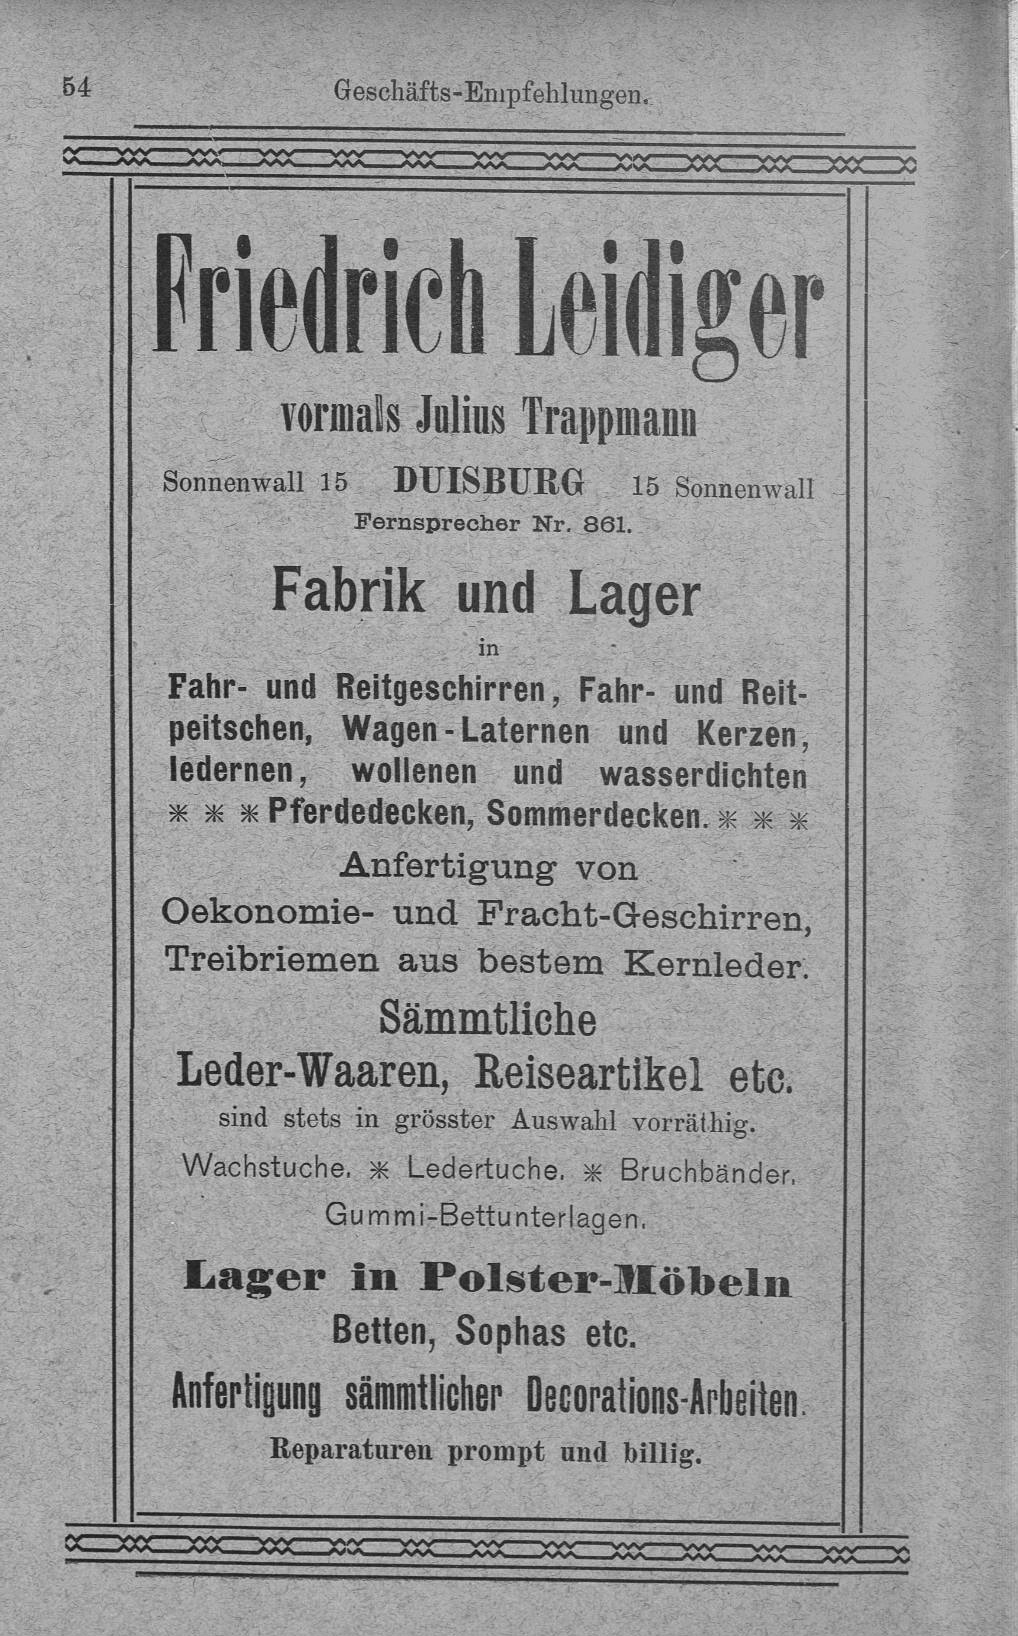 54
Geschäfts-Empfehlungen.
Friedrich Leidiger
vormals Julius Trappmann
Sonnenwall 15 DUISBURG 15 Sonnenwall
Fernsprecher Nr. 861.
Fabrik und Lager
in
Fahr- und Reitgeschirren, Fahr- und Reit-
peitschen, Wagen-Laternen und Kerzen,
ledernen, wollenen und wasserdichten
* * * Pferdedecken, Sommerdecken. * * *
Anfertigung von
Oekonomie- und Fracht-Geschirren,
Treibriemen aus bestem Kernleder.
Sämmtliche
Leder-Waaren, Reiseartikel etc.
sind stets in grösster Auswahl vorräthig.
Wachstuche. * Ledertuche. * Bruchbänder.
Gummi-Bettunterlagen.
Lager in Polster-Möbeln
Betten, Sophas etc.
Anfertigung sämmtlicher Decorations-Arbeiten.
Reparaturen prompt und billig.